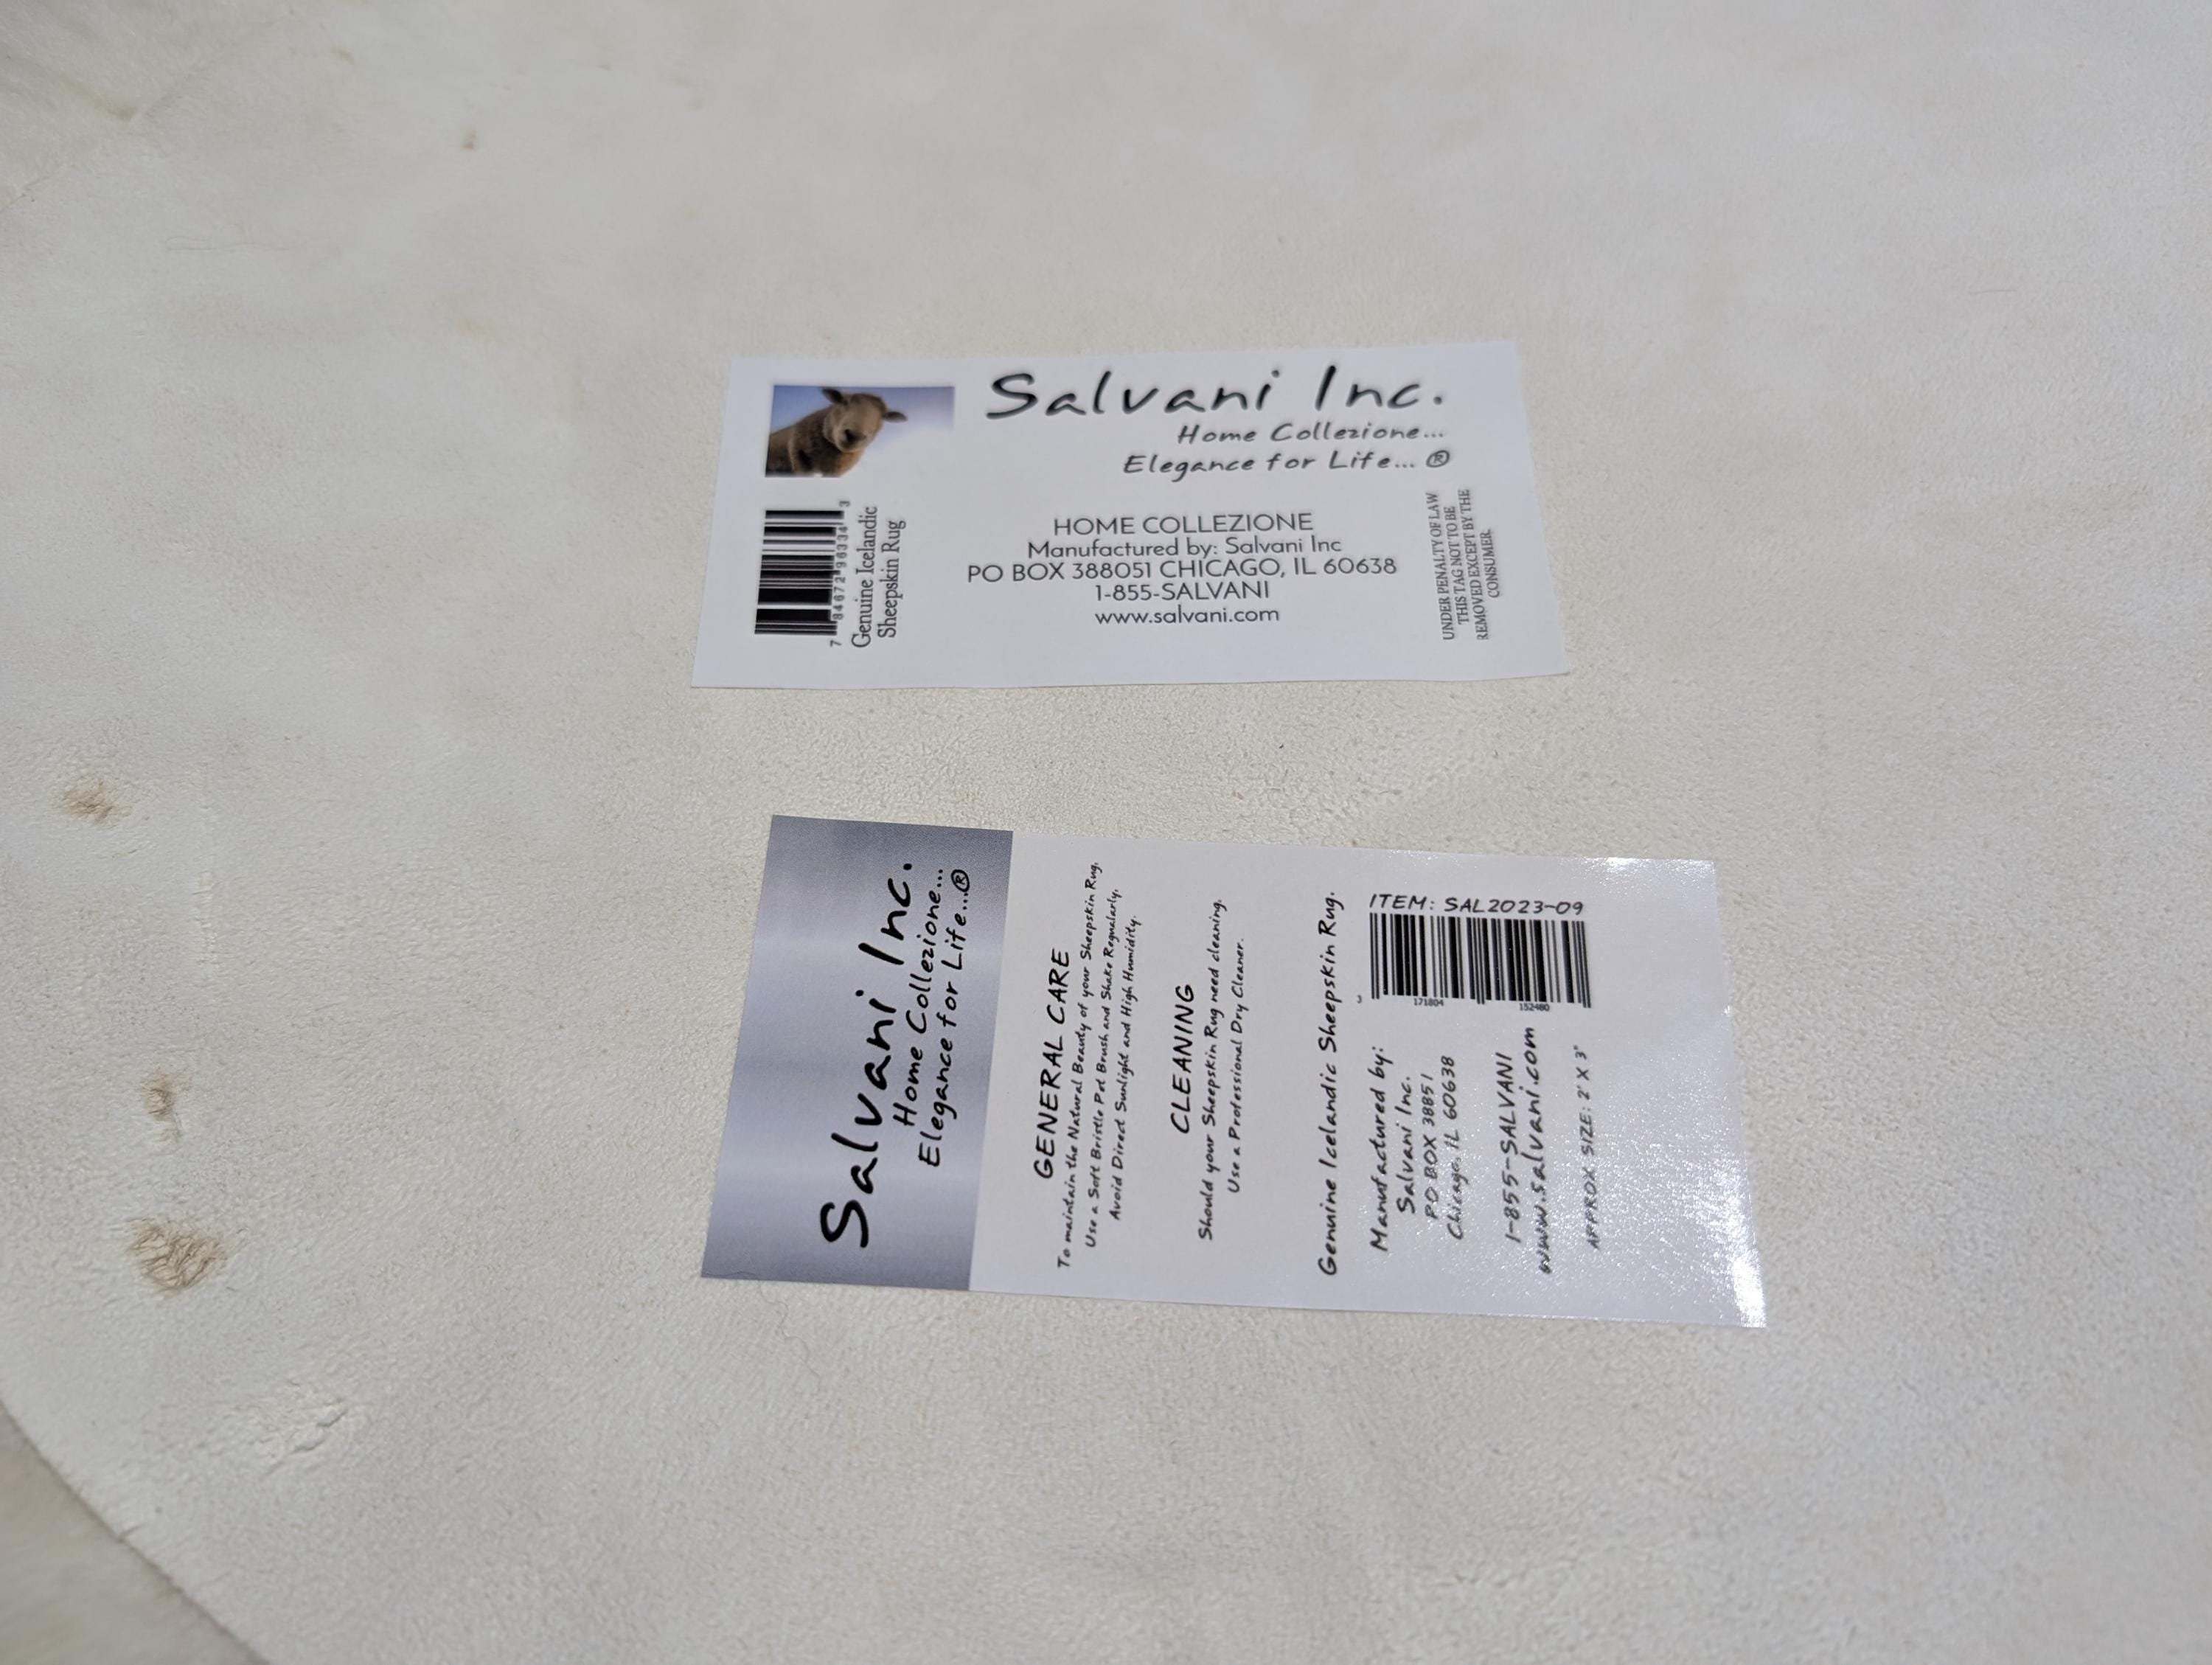 Salvani Inc.
Home Collezione...
Elegance for Life... ®
HOME COLLEZIONE
Manufactured by: Salvani Inc
PO BOX 388051 CHICAGO, IL 60638
1-855-SALVANI
www.salvani.com
Genuine Icelandic
Sheepskin Rug
UNDER PENALTY OF LAW
THIS TAG NOT TO BE
REMOVED EXCEPT BY THE
CONSUMER.
Salvani Inc.
Home Collezione...
Elegance for Life...®
GENERAL CARE
To maintain the Natural Beauty of your Sheepskin Rug.
Use a Soft Bristle Pet Brush and Shake Regualarly.
Avoid Direct Sunlight and High Humidity.
CLEANING
Should your Sheepskin Rug need cleaning.
Use a Professional Dry Cleaner.
Genuine Icelandic Sheepskin Rug.
Manufactured by:
Salvani Inc.
PO BOX 38851
Chicago, IL 60638
1-855-SALVANI
www.salvani.com
APPROX SIZE: 2' X 3'
ITEM: SAL2023-09
3 171804 152480